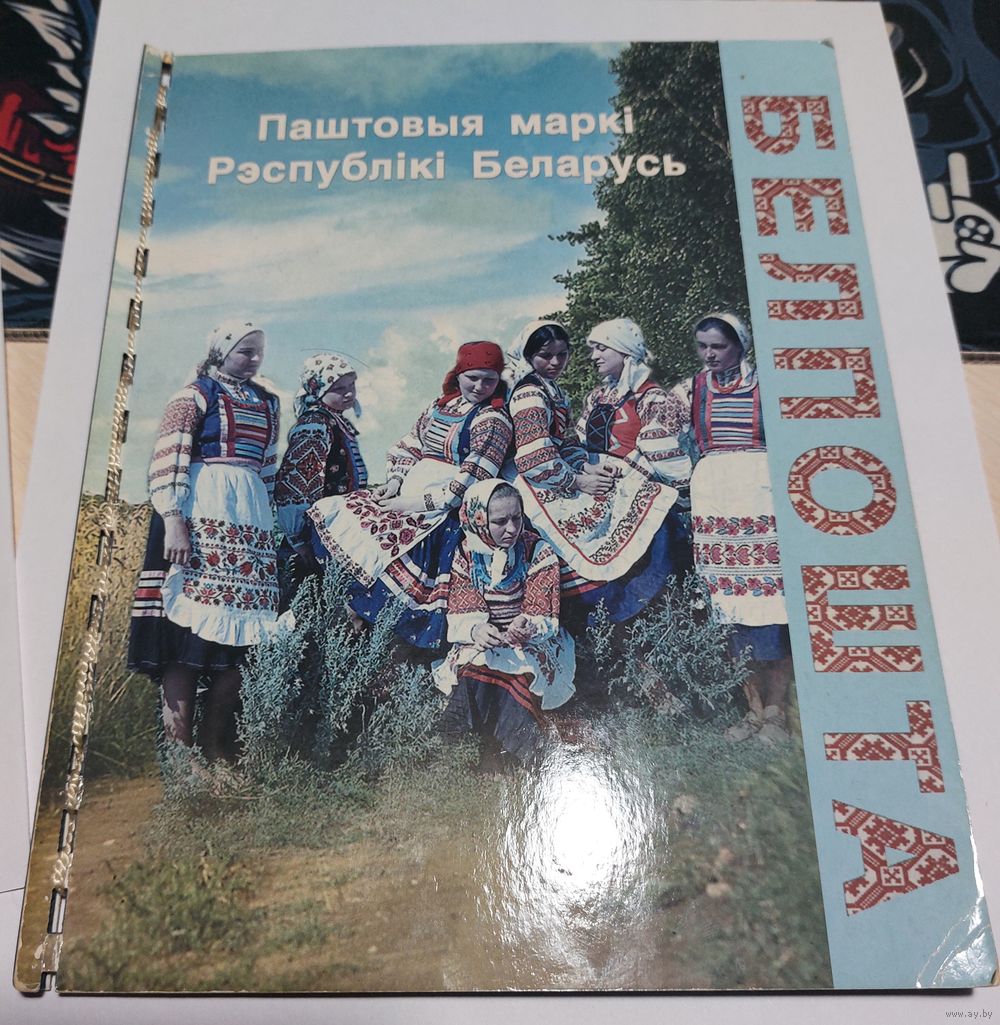 Паштовыя маркі
Рэспублікі Беларусь
БЕЛПОШТА
www.ay.by